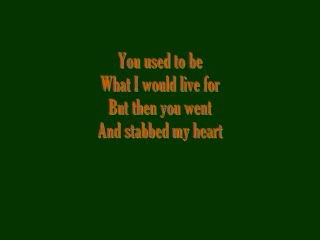 You used to be
What I would live for
But then you went
And stabbed my heart